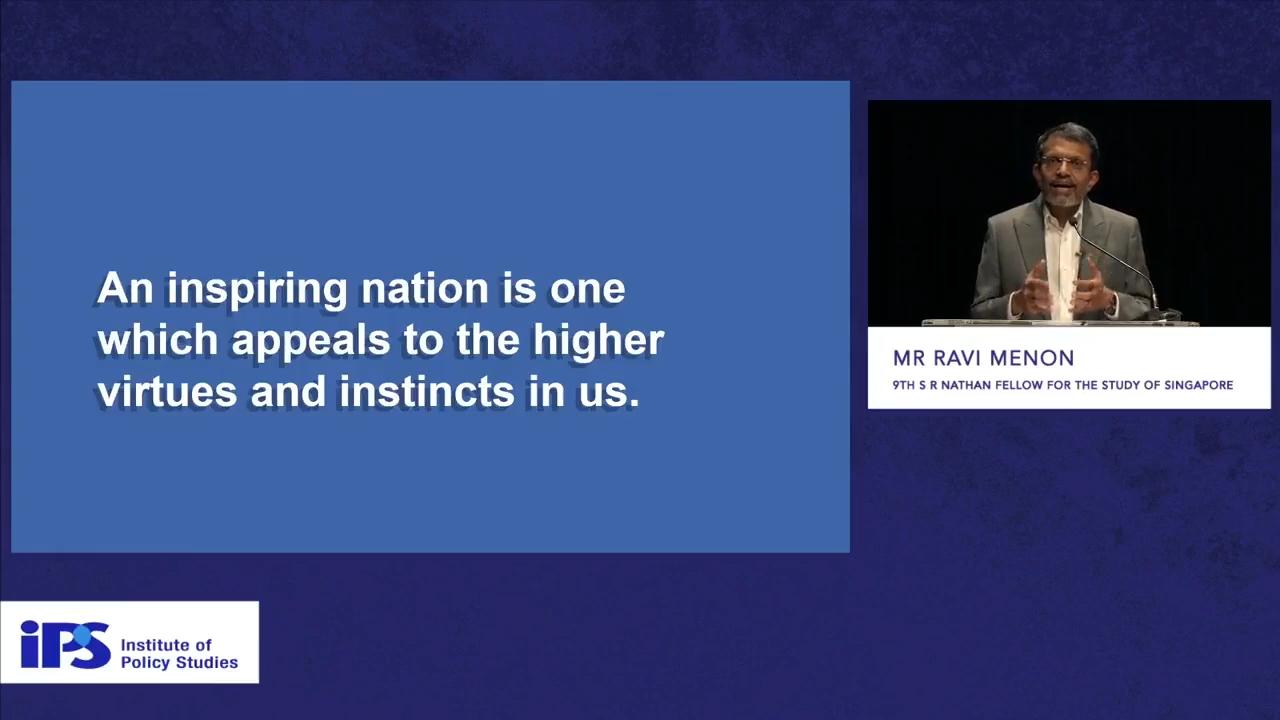 An inspiring nation is one
which appeals to the higher
virtues and instincts in us.
MR RAVI MENON
9TH S R NATHAN FELLOW FOR THE STUDY OF SINGAPORE
iPS
Institute of
Policy Studies